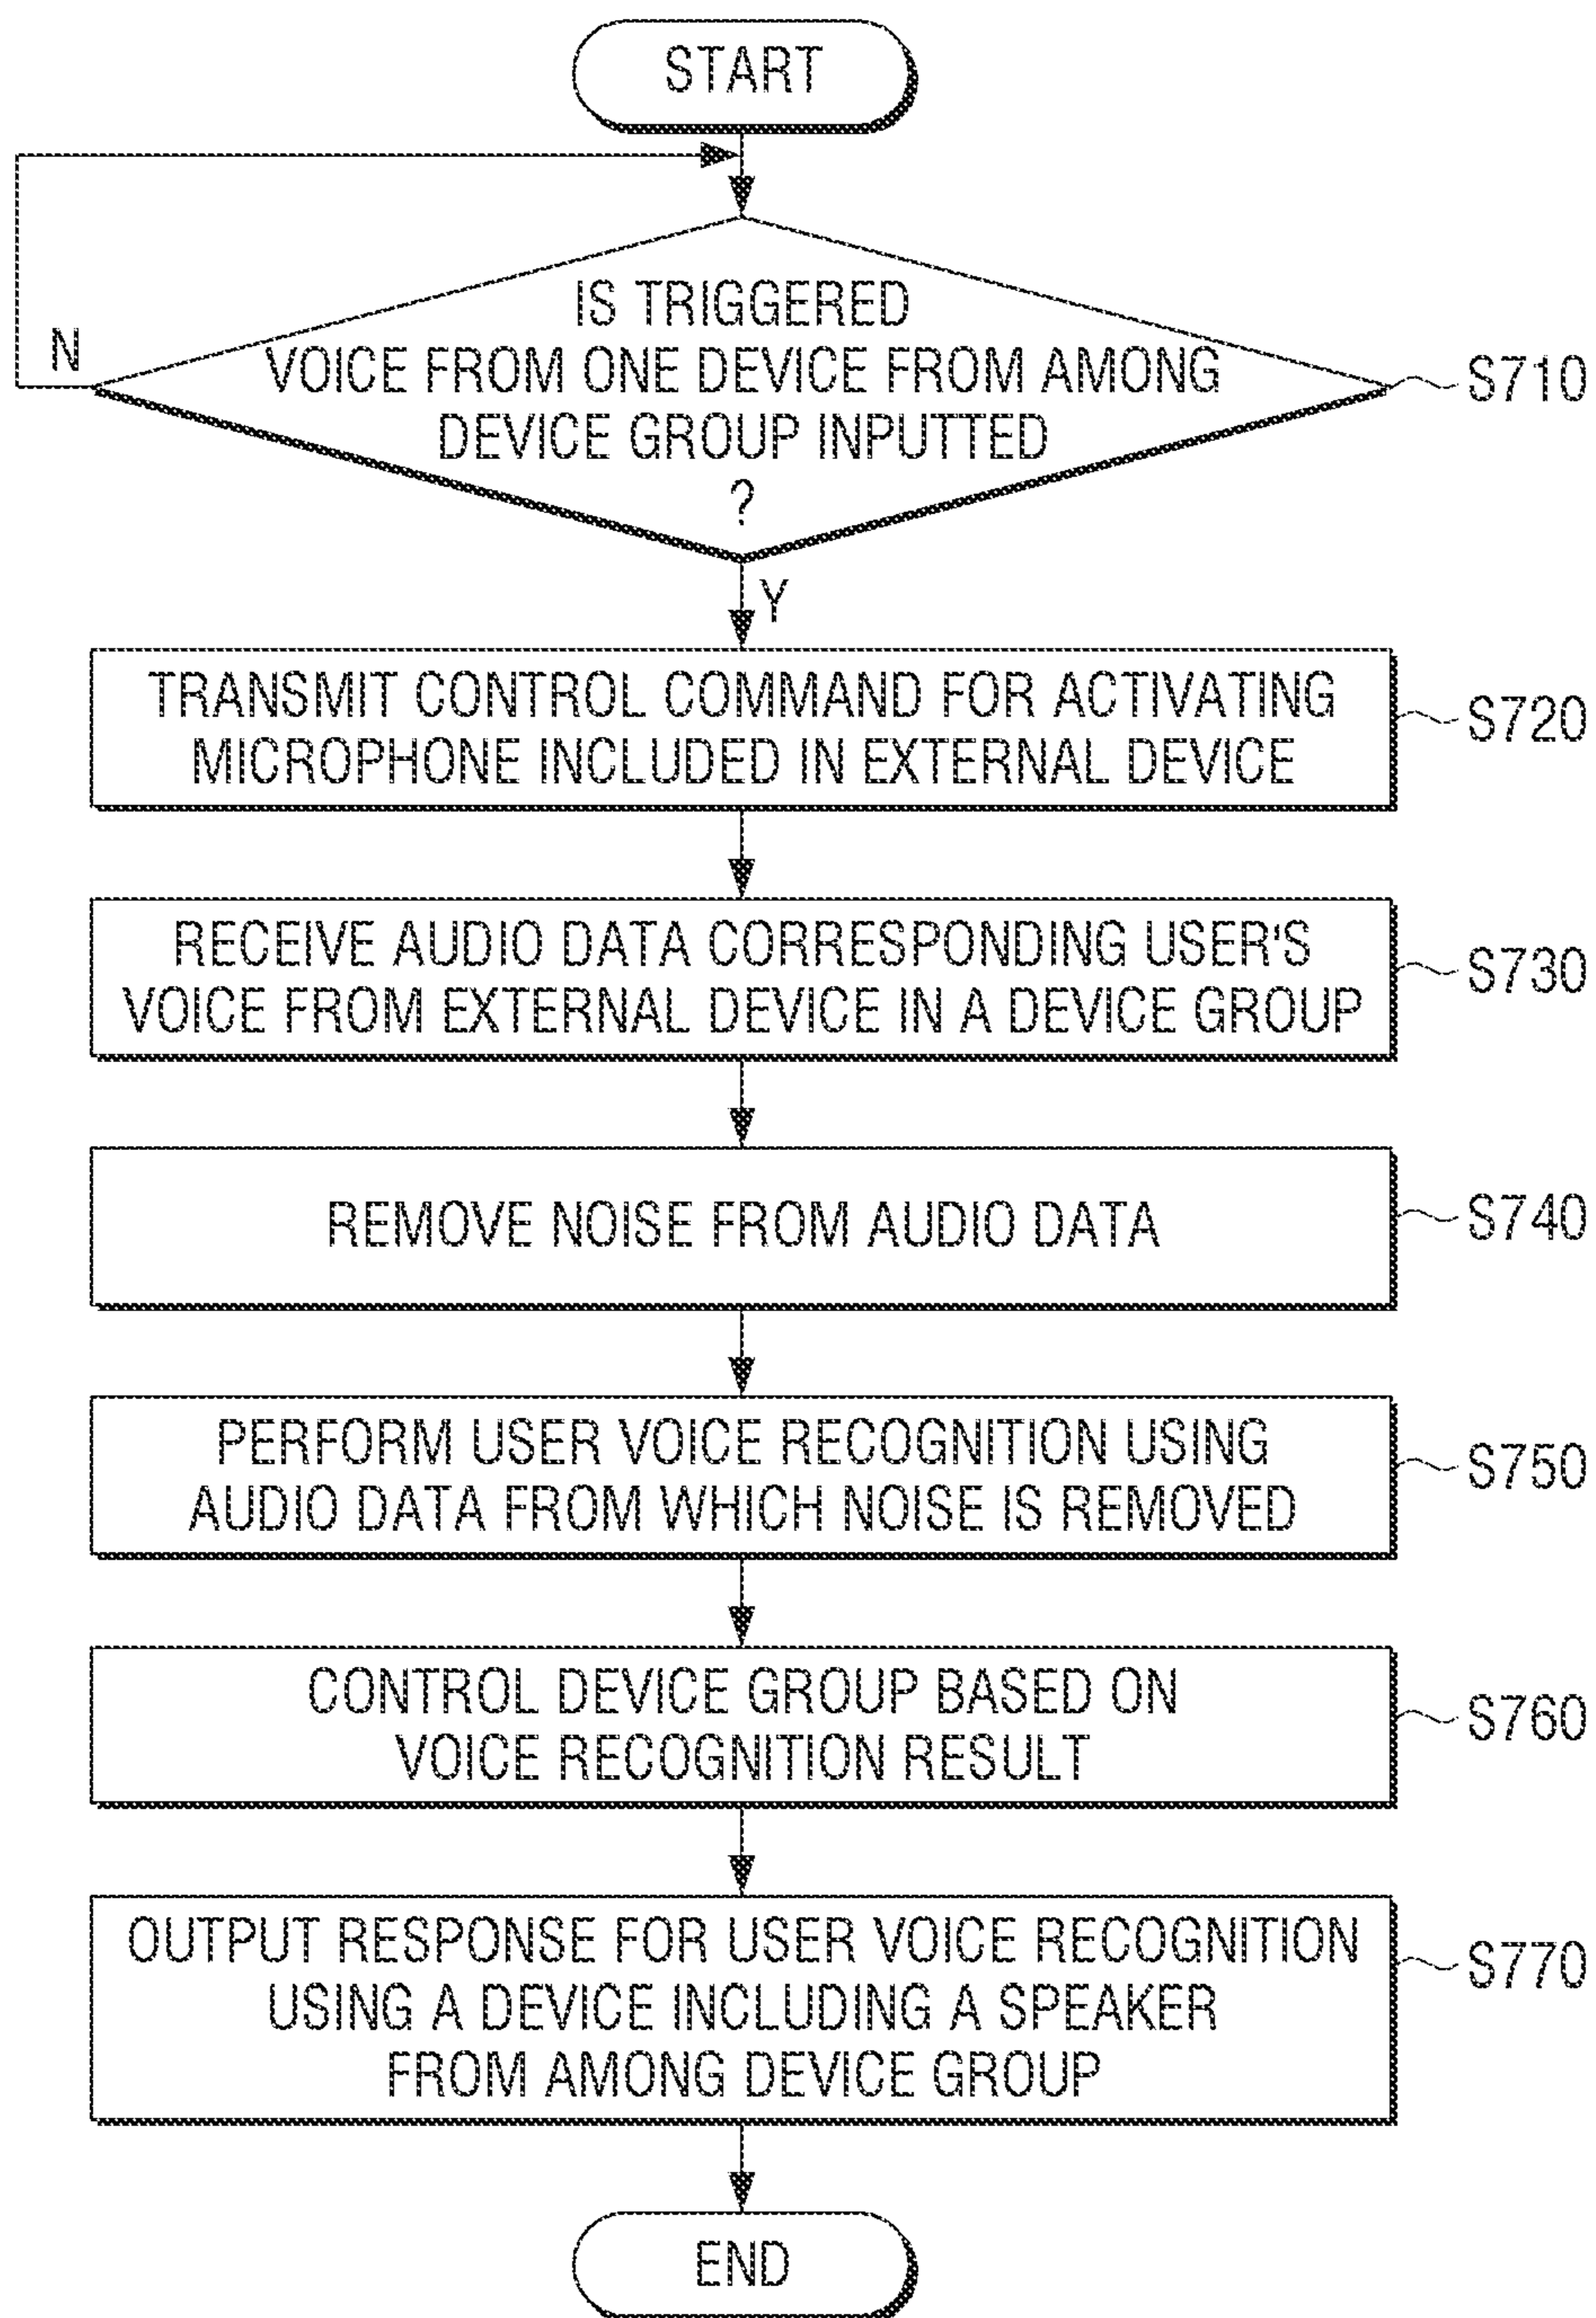 START
IS TRIGGERED
N
VOICE FROM ONE DEVICE FROM AMONG
S710
DEVICE GROUP INPUTTED
?
Y
TRANSMIT CONTROL COMMAND FOR ACTIVATING
MICROPHONE INCLUDED IN EXTERNAL DEVICE
S720
RECEIVE AUDIO DATA CORRESPONDING USER'S
VOICE FROM EXTERNAL DEVICE IN A DEVICE GROUP
S730
REMOVE NOISE FROM AUDIO DATA
S740
PERFORM USER VOICE RECOGNITION USING
AUDIO DATA FROM WHICH NOISE IS REMOVED
S750
CONTROL DEVICE GROUP BASED ON
VOICE RECOGNITION RESULT
S760
OUTPUT RESPONSE FOR USER VOICE RECOGNITION
USING A DEVICE INCLUDING A SPEAKER
FROM AMONG DEVICE GROUP
S770
END